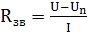 Rзв = U−Uп / I